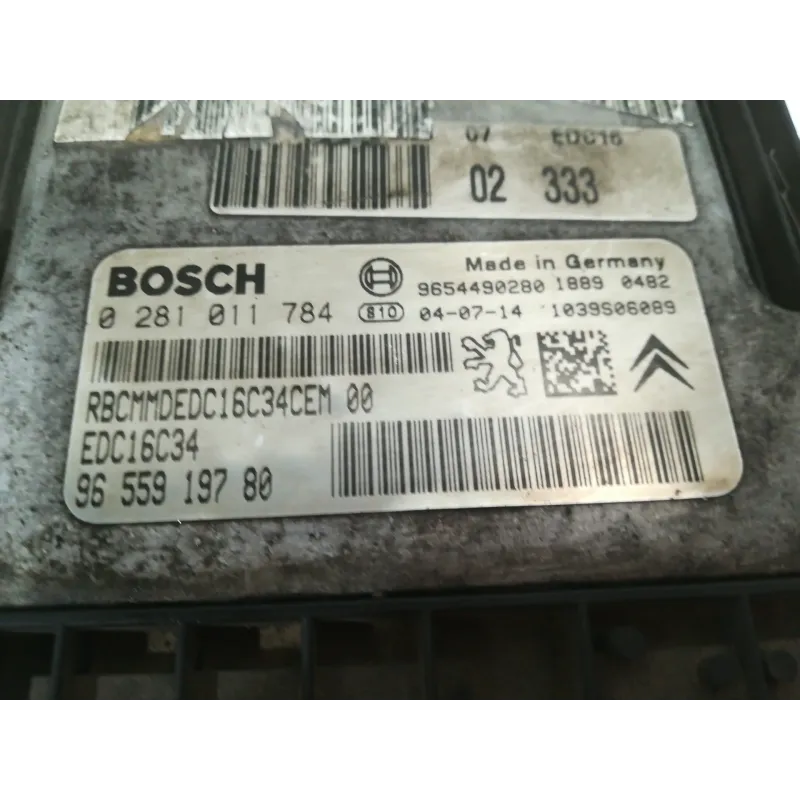 07 EDC16
02 333
BOSCH
Made in Germany
9654490280 1889 0482
0 281 011 784
810 04-07-14 1039S06089
RBCMMDEDC16C34CEM 00
EDC16C34
96 559 197 80